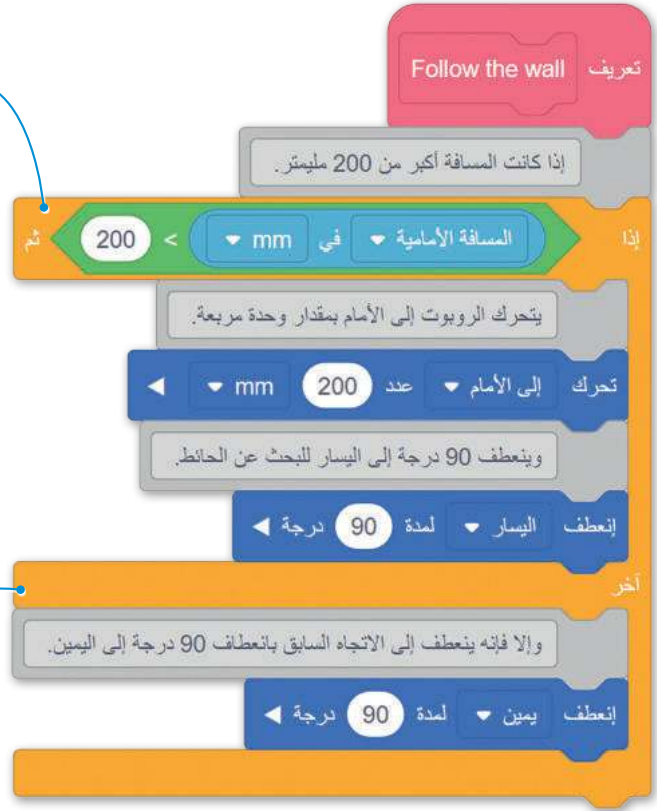 تعريف Follow the wall
إذا كانت المسافة أكبر من 200 مليمتر.
إذا المسافة الأمامية في mm > 200 ثم
يتحرك الروبوت إلى الأمام بمقدار وحدة مربعة.
تحرك إلى الأمام عدد 200 mm
وينعطف 90 درجة إلى اليسار للبحث عن الحائط.
إنعطف اليسار لمدة 90 درجة
آخر
وإلا فإنه ينعطف إلى الاتجاه السابق بانعطاف 90 درجة إلى اليمين.
إنعطف يمين لمدة 90 درجة